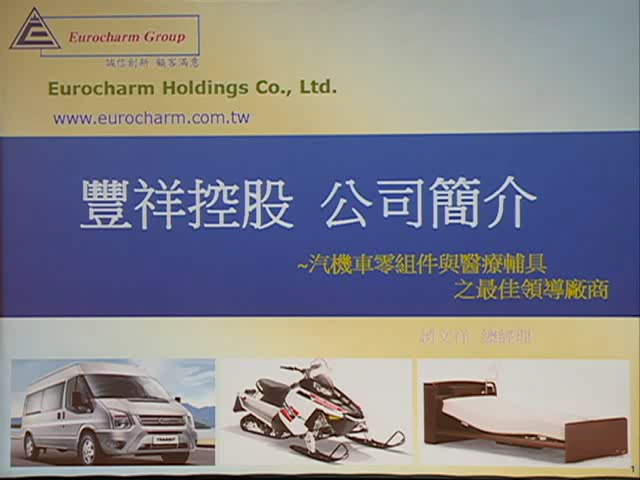 Eurocharm Group
誠信創新 顧客滿意
Eurocharm Holdings Co., Ltd.
www.eurocharm.com.tw
豐祥控股 公司簡介
~汽機車零組件與醫療輔具
之最佳領導廠商
總經理
TRANSIT
1